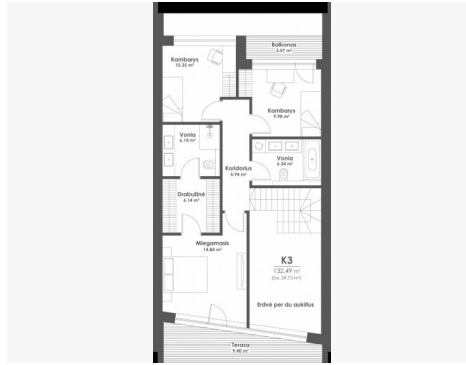 Balkonas
3.57 m²
Kambarys
10.35 m²
Kambarys
9.98 m²
Vonia
6.14 m²
Koridorius
5.94 m²
Vonia
6.34 m²
Drabužinė
6.14 m²
Miegamasis
14.84 m²
K3
132.49 m²
Erdvė per du aukštus
Terasa
9.40 m²